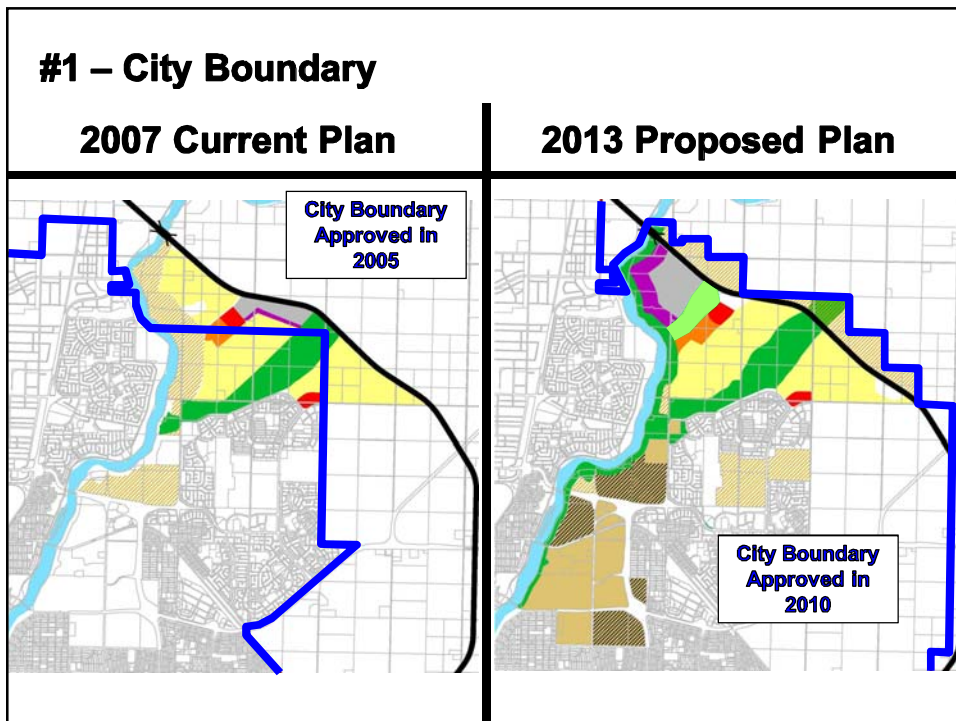 #1 – City Boundary
2007 Current Plan
2013 Proposed Plan
City Boundary
Approved in
2005
City Boundary
Approved in
2010